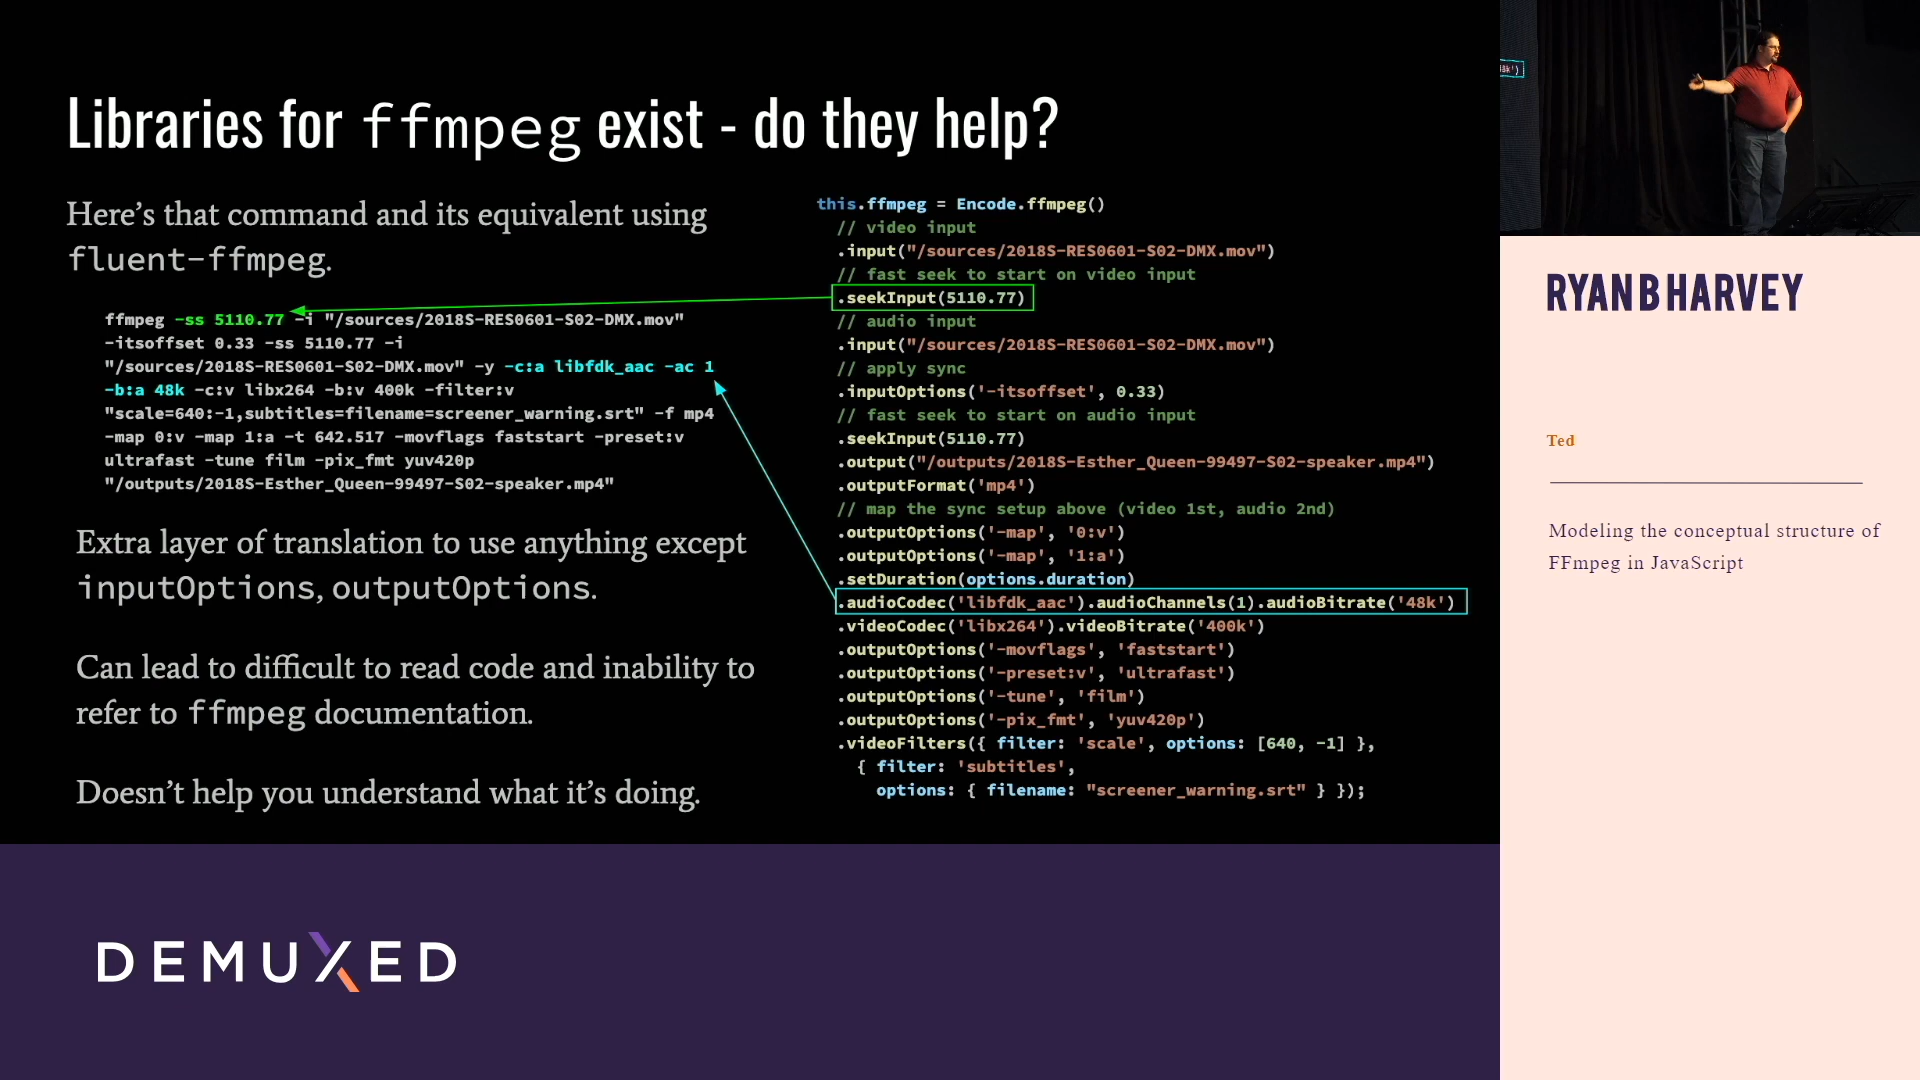 Libraries for ffmpeg exist - do they help?
Here’s that command and its equivalent using
fluent-ffmpeg.
ffmpeg -ss 5110.77 -i "/sources/2018S-RES0601-S02-DMX.mov"
-itsoffset 0.33 -ss 5110.77 -i
"/sources/2018S-RES0601-S02-DMX.mov" -y -c:a libfdk_aac -ac 1
-b:a 48k -c:v libx264 -b:v 400k -filter:v
"scale=640:-1,subtitles=filename=screener_warning.srt" -f mp4
-map 0:v -map 1:a -t 642.517 -movflags faststart -preset:v
ultrafast -tune film -pix_fmt yuv420p
"/outputs/2018S-Esther_Queen-99497-S02-speaker.mp4"
Extra layer of translation to use anything except
inputOptions, outputOptions.
Can lead to difficult to read code and inability to
refer to ffmpeg documentation.
Doesn’t help you understand what it’s doing.
this.ffmpeg = Encode.ffmpeg()
// video input
.input("/sources/2018S-RES0601-S02-DMX.mov")
// fast seek to start on video input
.seekInput(5110.77)
// audio input
.input("/sources/2018S-RES0601-S02-DMX.mov")
// apply sync
.inputOptions('-itsoffset', 0.33)
// fast seek to start on audio input
.seekInput(5110.77)
.output("/outputs/2018S-Esther_Queen-99497-S02-speaker.mp4")
.outputFormat('mp4')
// map the sync setup above (video 1st, audio 2nd)
.outputOptions('-map', '0:v')
.outputOptions('-map', '1:a')
.setDuration(options.duration)
.audioCodec('libfdk_aac').audioChannels(1).audioBitrate('48k')
.videoCodec('libx264').videoBitrate('400k')
.outputOptions('-movflags', 'faststart')
.outputOptions('-preset:v', 'ultrafast')
.outputOptions('-tune', 'film')
.outputOptions('-pix_fmt', 'yuv420p')
.videoFilters({ filter: 'scale', options: [640, -1] },
{ filter: 'subtitles',
options: { filename: "screener_warning.srt" } });
48k')
RYAN B HARVEY
Ted
Modeling the conceptual structure of
FFmpeg in JavaScript
DEMUXED